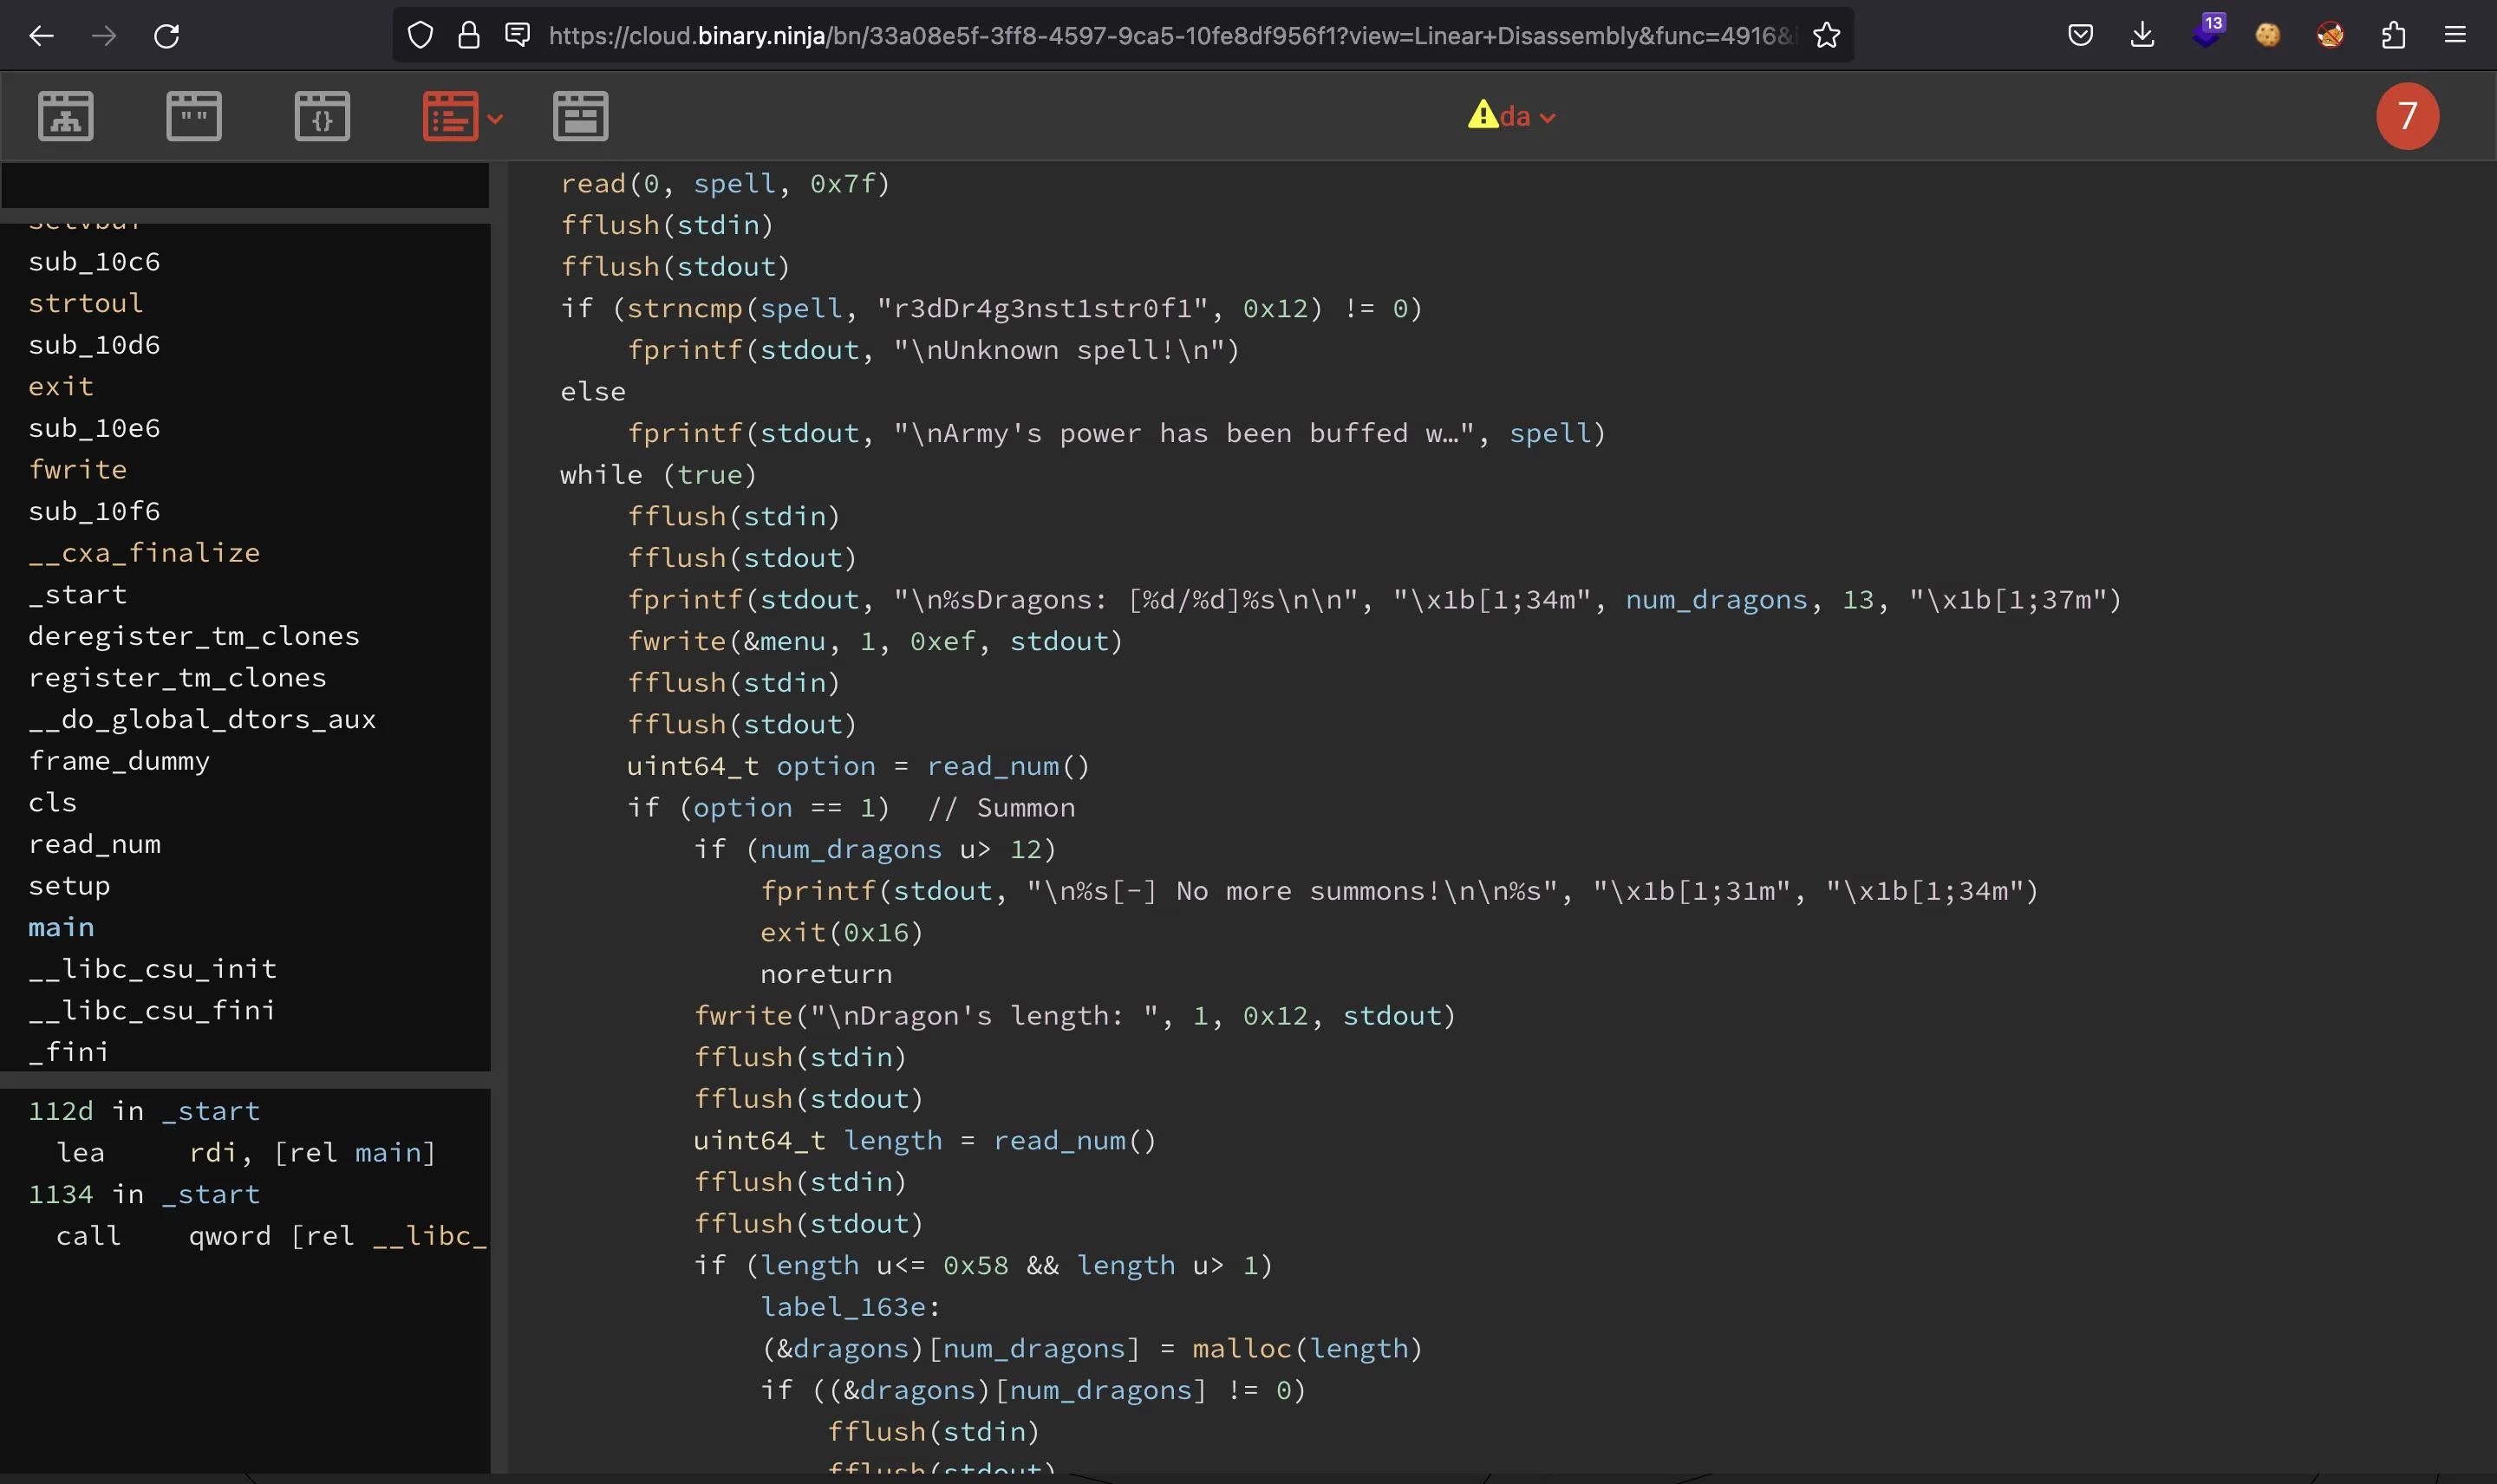 https://cloud.binary.ninja/bn/33a08e5f-3ff8-4597-9ca5-10fe8df956f1?view=Linear+Disassembly&func=4916&
13
" "
{}
da
7
setvbuf
sub_10c6
strtoul
sub_10d6
exit
sub_10e6
fwrite
sub_10f6
__cxa_finalize
_start
deregister_tm_clones
register_tm_clones
__do_global_dtors_aux
frame_dummy
cls
read_num
setup
main
__libc_csu_init
__libc_csu_fini
_fini
112d in _start
lea rdi, [rel main]
1134 in _start
call qword [rel __libc_
read(0, spell, 0x7f)
fflush(stdin)
fflush(stdout)
if (strncmp(spell, "r3dDr4g3nst1str0f1", 0x12) != 0)
fprintf(stdout, "\nUnknown spell!\n")
else
fprintf(stdout, "\nArmy's power has been buffed w…", spell)
while (true)
fflush(stdin)
fflush(stdout)
fprintf(stdout, "\n%sDragons: [%d/%d]%s\n\n", "\x1b[1;34m", num_dragons, 13, "\x1b[1;37m")
fwrite(&menu, 1, 0xef, stdout)
fflush(stdin)
fflush(stdout)
uint64_t option = read_num()
if (option == 1) // Summon
if (num_dragons u> 12)
fprintf(stdout, "\n%s[-] No more summons!\n\n%s", "\x1b[1;31m", "\x1b[1;34m")
exit(0x16)
noreturn
fwrite("\nDragon's length: ", 1, 0x12, stdout)
fflush(stdin)
fflush(stdout)
uint64_t length = read_num()
fflush(stdin)
fflush(stdout)
if (length u<= 0x58 && length u> 1)
label_163e:
(&dragons)[num_dragons] = malloc(length)
if ((&dragons)[num_dragons] != 0)
fflush(stdin)
fflush(stdout)